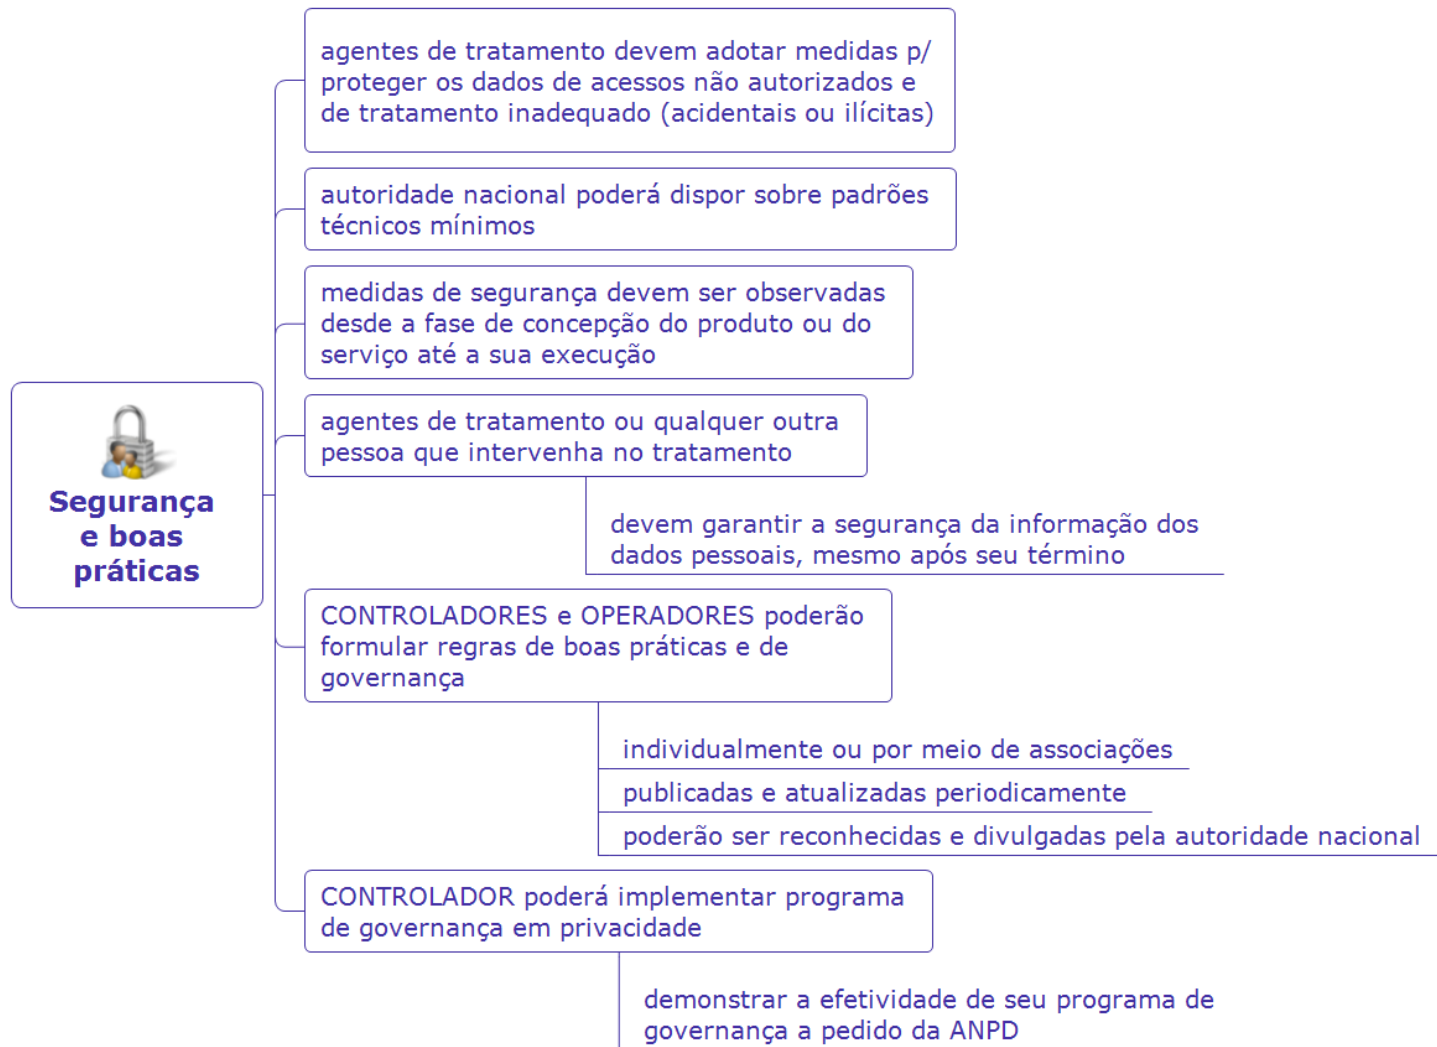 agentes de tratamento devem adotar medidas p/
proteger os dados de acessos não autorizados e
de tratamento inadequado (acidentais ou ilícitas)
autoridade nacional poderá dispor sobre padrões
técnicos mínimos
medidas de segurança devem ser observadas
desde a fase de concepção do produto ou do
serviço até a sua execução
agentes de tratamento ou qualquer outra
pessoa que intervenha no tratamento
Segurança
e boas
práticas
devem garantir a segurança da informação dos
dados pessoais, mesmo após seu término
CONTROLADORES e OPERADORES poderão
formular regras de boas práticas e de
governança
individualmente ou por meio de associações
publicadas e atualizadas periodicamente
poderão ser reconhecidas e divulgadas pela autoridade nacional
CONTROLADOR poderá implementar programa
de governança em privacidade
demonstrar a efetividade de seu programa de
governança a pedido da ANPD